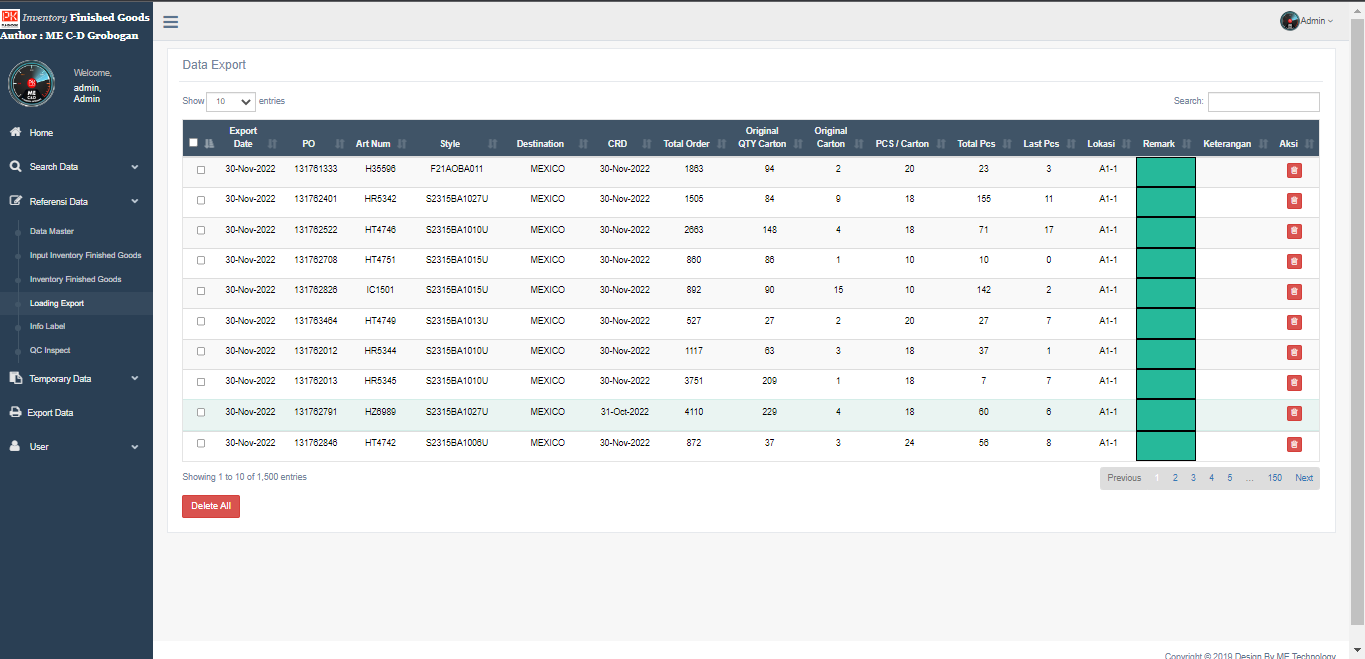 PK
Inventory Finished Goods
Author : ME C-D Grobogan
Admin
Welcome,
admin,
Admin
Home
Search Data
Referensi Data
Data Master
Input Inventory Finished Goods
Inventory Finished Goods
Loading Export
Info Label
QC Inspect
Temporary Data
Export Data
User
Data Export
Show 10 entries
Search:
Export Date PO Art Num Style Destination CRD Total Order Original QTY Carton Original Carton PCS / Carton Total Pcs Last Pcs Lokasi Remark Keterangan Aksi
30-Nov-2022 131761333 H35596 F21AOBA011 MEXICO 30-Nov-2022 1863 94 2 20 23 3 A1-1
30-Nov-2022 131762401 HR5342 S2315BA1027U MEXICO 30-Nov-2022 1505 84 9 18 155 11 A1-1
30-Nov-2022 131762522 HT4746 S2315BA1010U MEXICO 30-Nov-2022 2663 148 4 18 71 17 A1-1
30-Nov-2022 131762708 HT4751 S2315BA1015U MEXICO 30-Nov-2022 860 86 1 10 10 0 A1-1
30-Nov-2022 131762826 IC1501 S2315BA1015U MEXICO 30-Nov-2022 892 90 15 10 142 2 A1-1
30-Nov-2022 131763464 HT4749 S2315BA1013U MEXICO 30-Nov-2022 527 27 2 20 27 7 A1-1
30-Nov-2022 131762012 HR5344 S2315BA1010U MEXICO 30-Nov-2022 1117 63 3 18 37 1 A1-1
30-Nov-2022 131762013 HR5345 S2315BA1010U MEXICO 30-Nov-2022 3751 209 1 18 7 7 A1-1
30-Nov-2022 131762791 HZ6989 S2315BA1027U MEXICO 31-Oct-2022 4110 229 4 18 60 6 A1-1
30-Nov-2022 131762846 HT4742 S2315BA1006U MEXICO 30-Nov-2022 872 37 3 24 56 8 A1-1
Showing 1 to 10 of 1,500 entries
Previous 1 2 3 4 5 ... 150 Next
Delete All
Copyright © 2019 Design By ME Technology